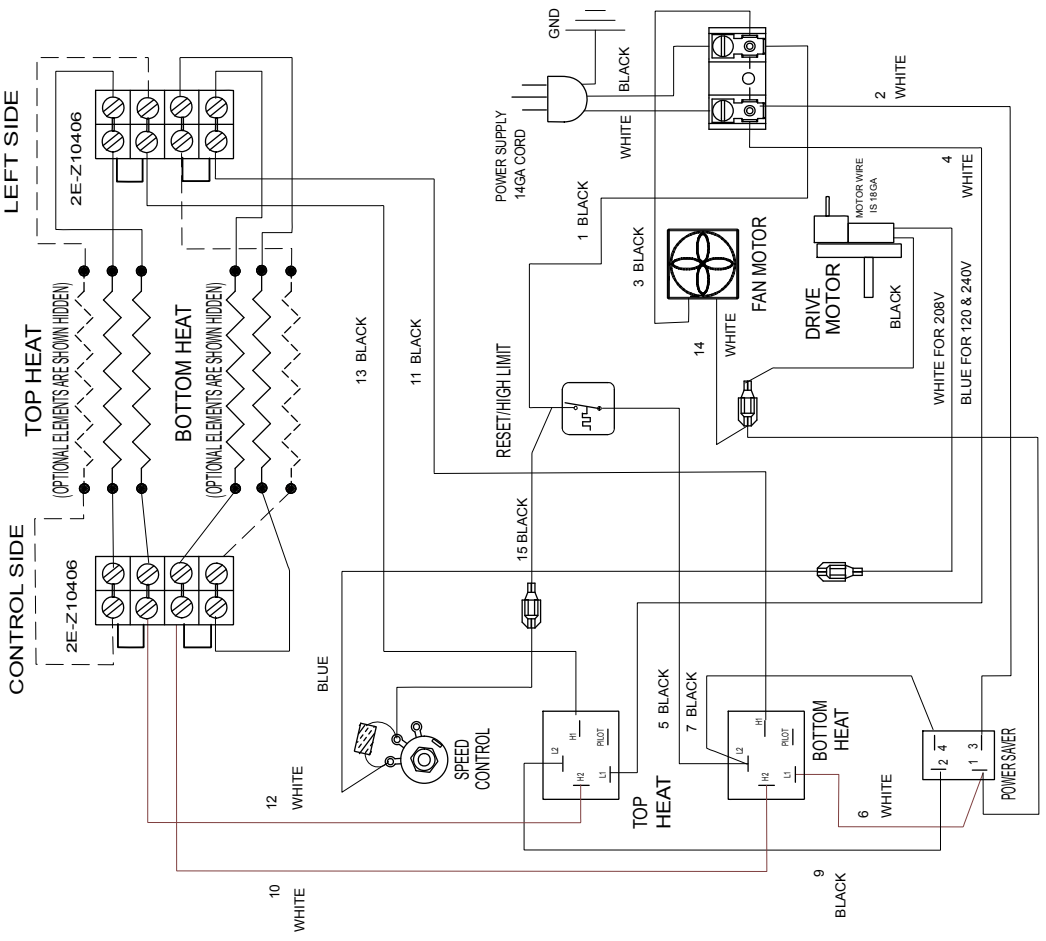 LEFT SIDE
2E-Z10406
TOP HEAT
(OPTIONAL ELEMENTS ARE SHOWN HIDDEN)
BOTTOM HEAT
(OPTIONAL ELEMENTS ARE SHOWN HIDDEN)
CONTROL SIDE
2E-Z10406
GND
POWER SUPPLY
14GA CORD
BLACK
WHITE
2
WHITE
4
WHITE
1 BLACK
3 BLACK
FAN MOTOR
MOTOR WIRE
IS 18GA
DRIVE
MOTOR
BLACK
14
WHITE
WHITE FOR 208V
BLUE FOR 120 & 240V
13 BLACK
11 BLACK
RESET/HIGH LIMIT
15 BLACK
BLUE
SPEED
CONTROL
12
WHITE
10
WHITE
L2
H1
H2
L1
PILOT
TOP
HEAT
5 BLACK
7 BLACK
L2
H1
H2
L1
PILOT
BOTTOM
HEAT
6
WHITE
9
BLACK
2 4
1 3
POWER SAVER